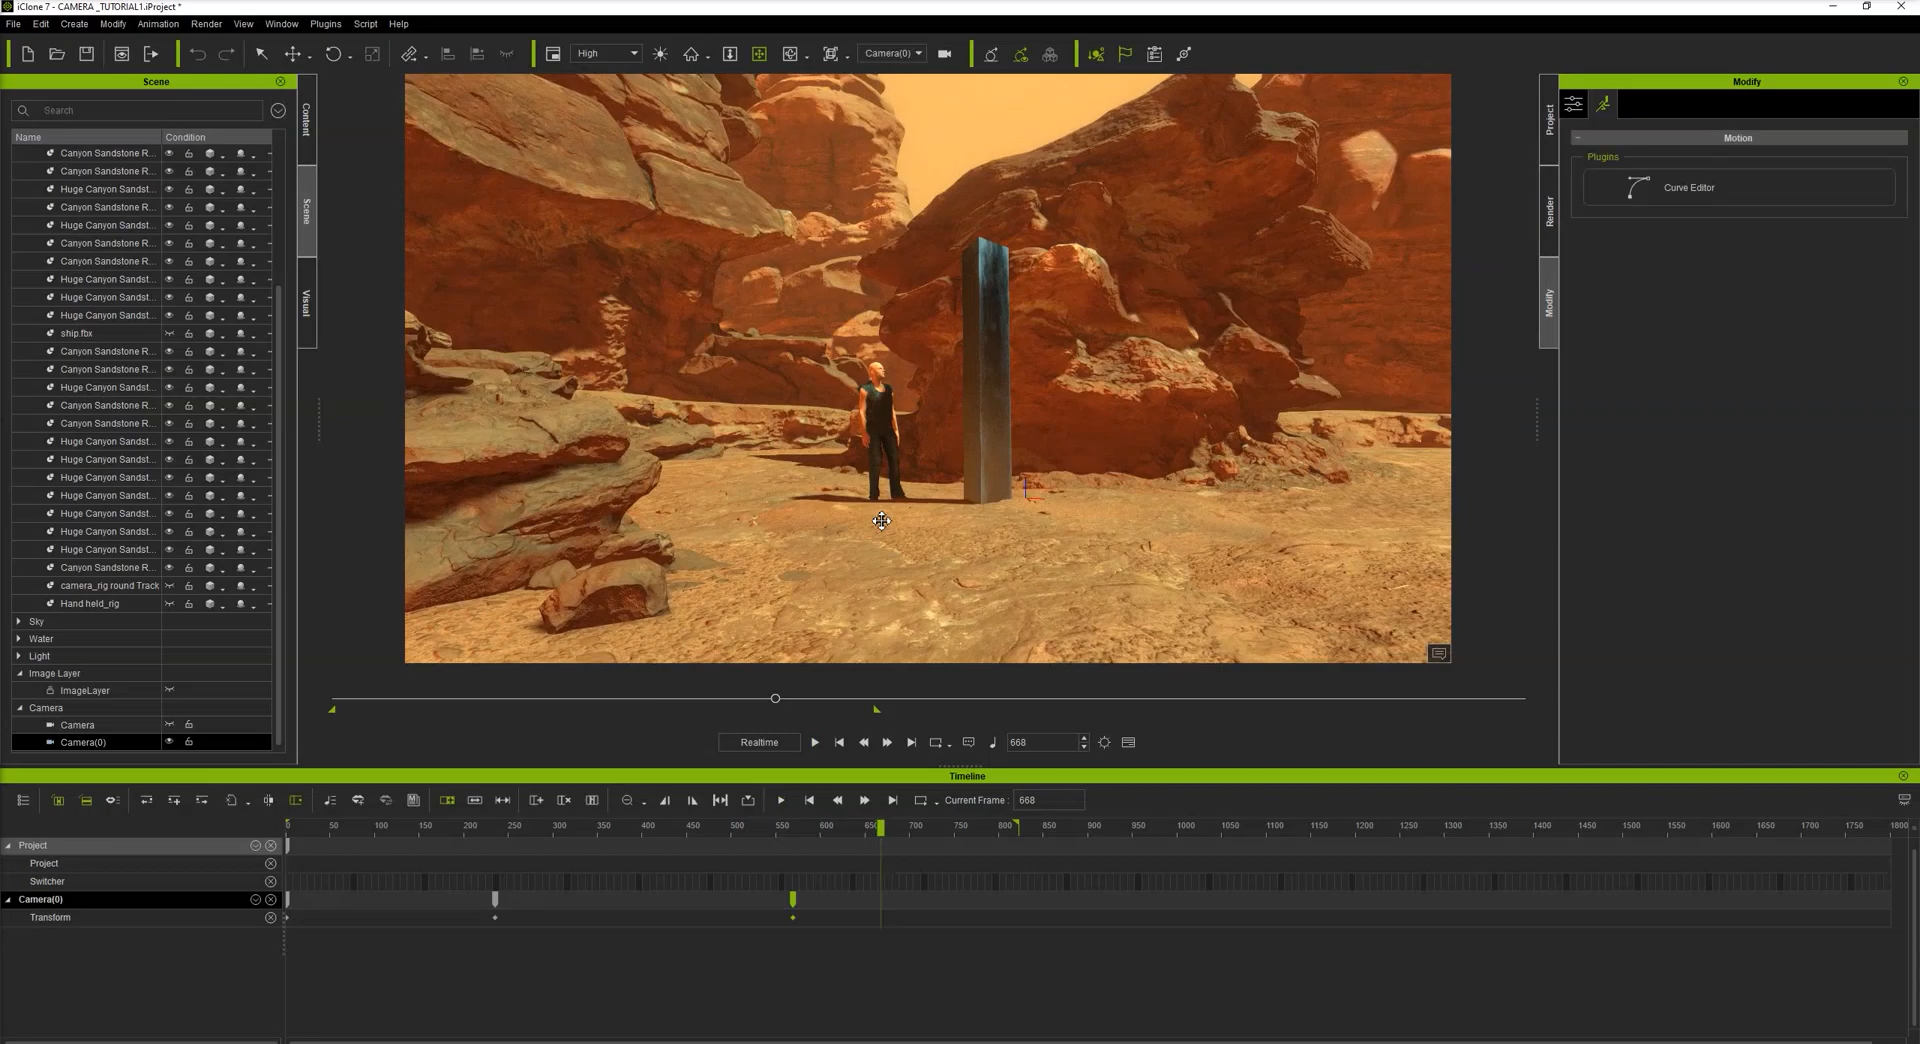 iClone 7 - CAMERA _TUTORIAL1.iProject *
File Edit Create Modify Animation Render View Window Plugins Script Help
High
Camera(0)
Scene
Search
Name Condition
Canyon Sandstone R...
Canyon Sandstone R...
Huge Canyon Sandst...
Canyon Sandstone R...
Huge Canyon Sandst...
Canyon Sandstone R...
Canyon Sandstone R...
Huge Canyon Sandst...
Huge Canyon Sandst...
Huge Canyon Sandst...
ship.fbx
Canyon Sandstone R...
Canyon Sandstone R...
Huge Canyon Sandst...
Canyon Sandstone R...
Canyon Sandstone R...
Huge Canyon Sandst...
Huge Canyon Sandst...
Huge Canyon Sandst...
Huge Canyon Sandst...
Huge Canyon Sandst...
Huge Canyon Sandst...
Huge Canyon Sandst...
Canyon Sandstone R...
camera_rig round Track
Hand held_rig
Sky
Water
Light
Image Layer
ImageLayer
Camera
Camera
Camera(0)
Content
Scene
Visual
Project
Render
Modify
Modify
Motion
Plugins
Curve Editor
Realtime
668
Timeline
Current Frame : 668
0 50 100 150 200 250 300 350 400 450 500 550 600 650 700 750 800 850 900 950 1000 1050 1100 1150 1200 1250 1300 1350 1400 1450 1500 1550 1600 1650 1700 1750 1800
Project
Project
Switcher
Camera(0)
Transform